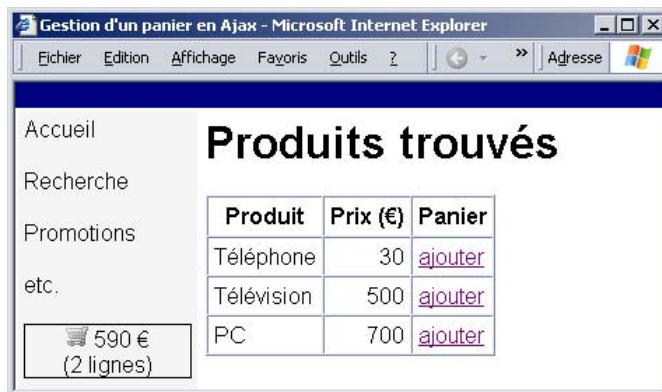 Gestion d'un panier en Ajax - Microsoft Internet Explorer
Fichier Edition Affichage Favoris Outils ? » Adresse
Accueil
Recherche
Promotions
etc.
590 €
(2 lignes)
Produits trouvés
Produit Prix (€) Panier
Téléphone 30 ajouter
Télévision 500 ajouter
PC 700 ajouter